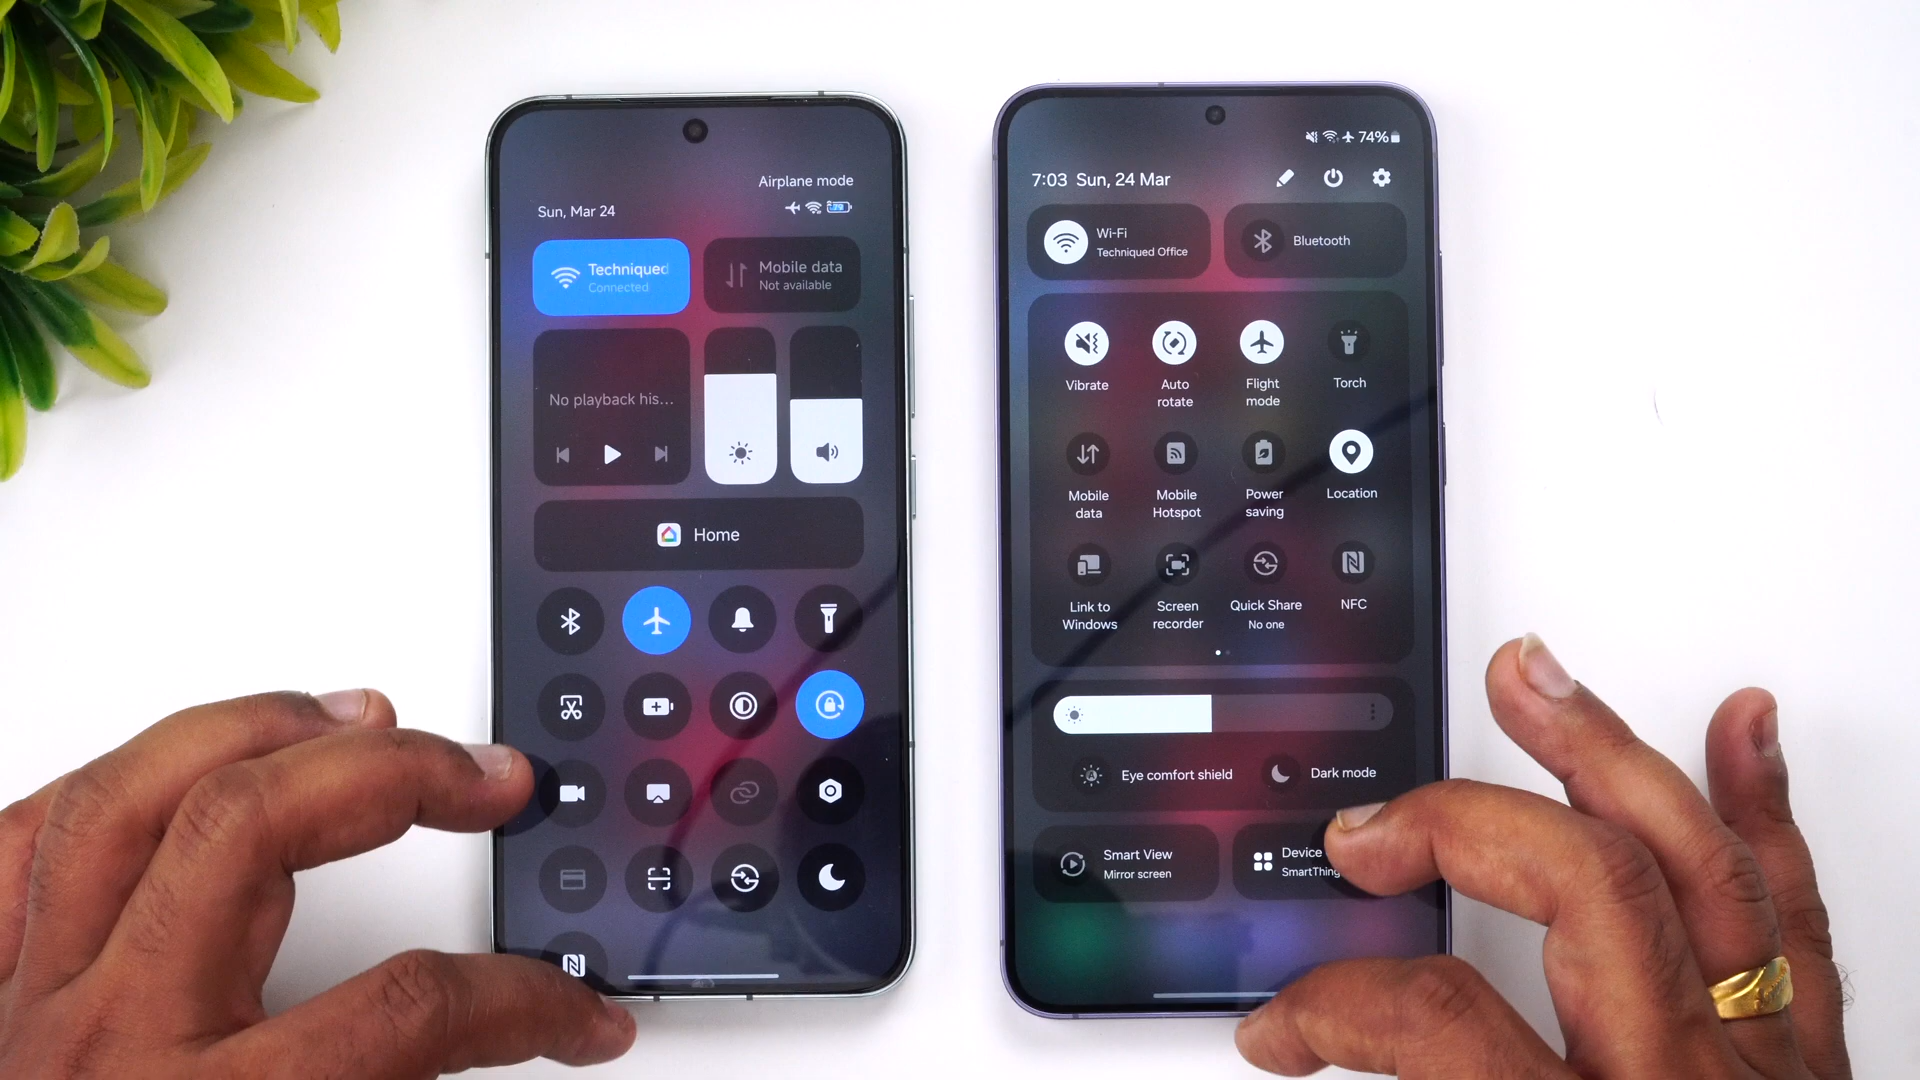 Airplane mode
Sun, Mar 24
Techniqued
Connected
Mobile data
Not available
No playback his...
Home
74%
7:03 Sun, 24 Mar
Wi-Fi
Techniqued Office
Bluetooth
Vibrate
Auto
rotate
Flight
mode
Torch
Mobile
data
Mobile
Hotspot
Power
saving
Location
Link to
Windows
Screen
recorder
Quick Share
No one
NFC
Eye comfort shield
Dark mode
Smart View
Mirror screen
Device
SmartThing